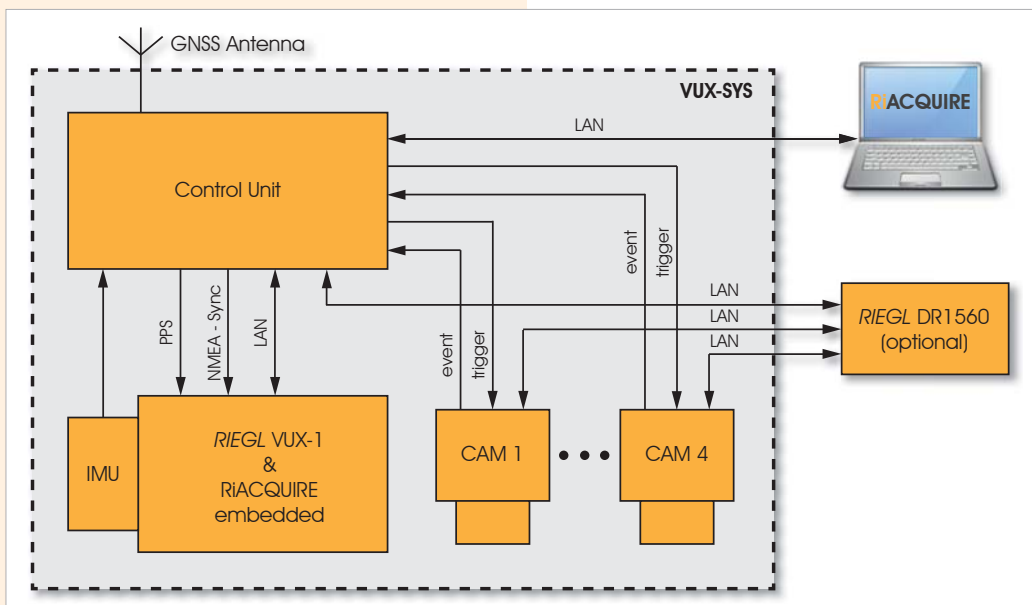 GNSS Antenna
VUX-SYS
RiACQUIRE
LAN
Control Unit
event
trigger
LAN
PPS
NMEA - Sync
LAN
event
trigger
LAN
LAN
RIEGL DR1560
(optional)
IMU
RIEGL VUX-1
&
RiACQUIRE
embedded
CAM 1
CAM 4